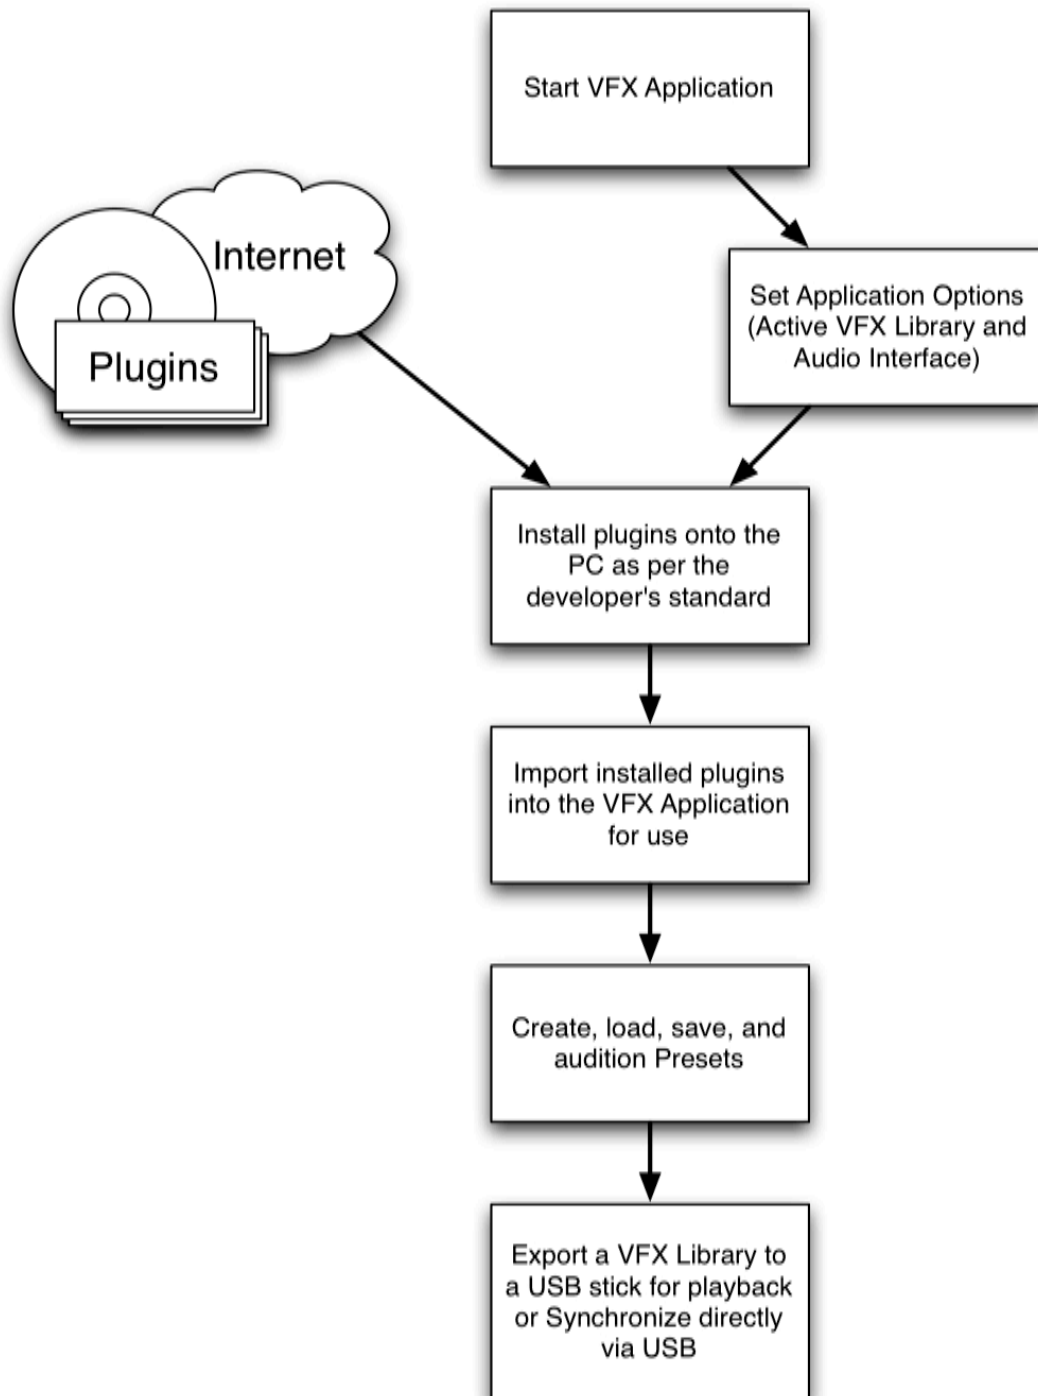 Start VFX Application
Internet
Plugins
Set Application Options
(Active VFX Library and
Audio Interface)
Install plugins onto the
PC as per the
developer's standard
Import installed plugins
into the VFX Application
for use
Create, load, save, and
audition Presets
Export a VFX Library to
a USB stick for playback
or Synchronize directly
via USB